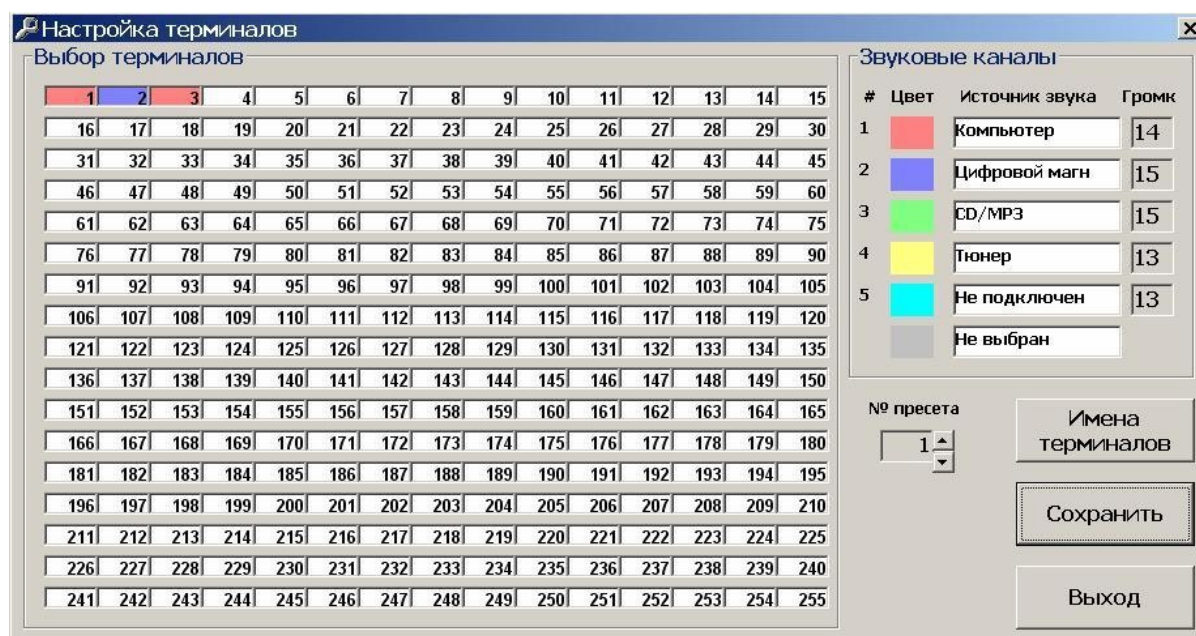 Настройка терминалов
Выбор терминалов
1 2 3 4 5 6 7 8 9 10 11 12 13 14 15
16 17 18 19 20 21 22 23 24 25 26 27 28 29 30
31 32 33 34 35 36 37 38 39 40 41 42 43 44 45
46 47 48 49 50 51 52 53 54 55 56 57 58 59 60
61 62 63 64 65 66 67 68 69 70 71 72 73 74 75
76 77 78 79 80 81 82 83 84 85 86 87 88 89 90
91 92 93 94 95 96 97 98 99 100 101 102 103 104 105
106 107 108 109 110 111 112 113 114 115 116 117 118 119 120
121 122 123 124 125 126 127 128 129 130 131 132 133 134 135
136 137 138 139 140 141 142 143 144 145 146 147 148 149 150
151 152 153 154 155 156 157 158 159 160 161 162 163 164 165
166 167 168 169 170 171 172 173 174 175 176 177 178 179 180
181 182 183 184 185 186 187 188 189 190 191 192 193 194 195
196 197 198 199 200 201 202 203 204 205 206 207 208 209 210
211 212 213 214 215 216 217 218 219 220 221 222 223 224 225
226 227 228 229 230 231 232 233 234 235 236 237 238 239 240
241 242 243 244 245 246 247 248 249 250 251 252 253 254 255
Звуковые каналы
# Цвет Источник звука Громк
1 Компьютер 14
2 Цифровой магн 15
3 CD/MP3 15
4 Тюнер 13
5 Не подключен 13
Не выбран
№ пресета
1
Имена
терминалов
Сохранить
Выход